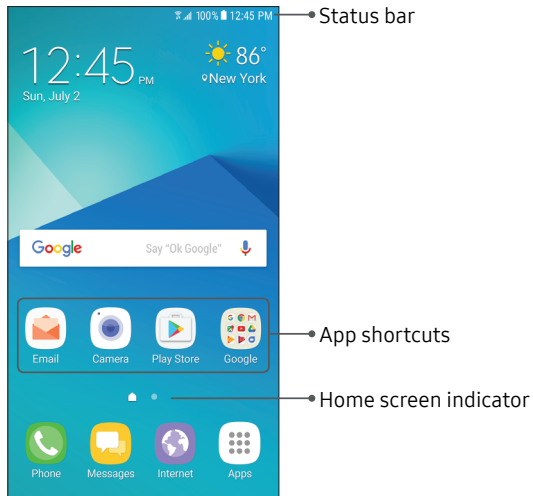 100% 12:45 PM
Status bar
12:45 PM
86°
New York
Sun, July 2
Google
Say "Ok Google"
Email
Camera
Play Store
Google
App shortcuts
Home screen indicator
Phone
Messages
Internet
Apps